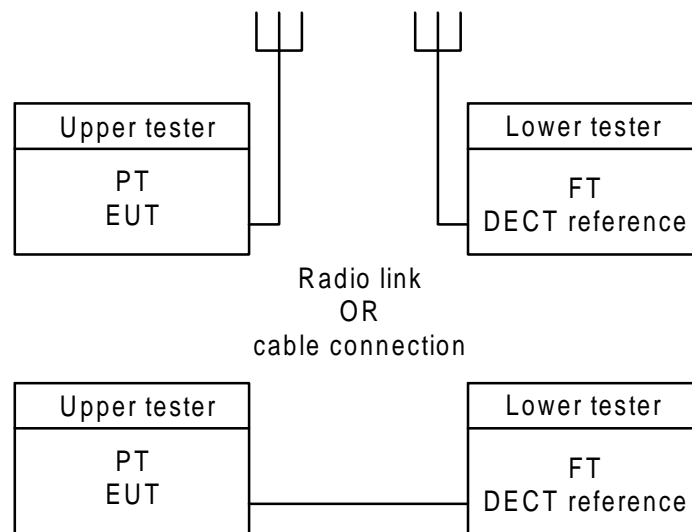 Upper tester
PT
EUT
Lower tester
FT
DECT reference
Radio link
OR
cable connection
Upper tester
PT
EUT
Lower tester
FT
DECT reference